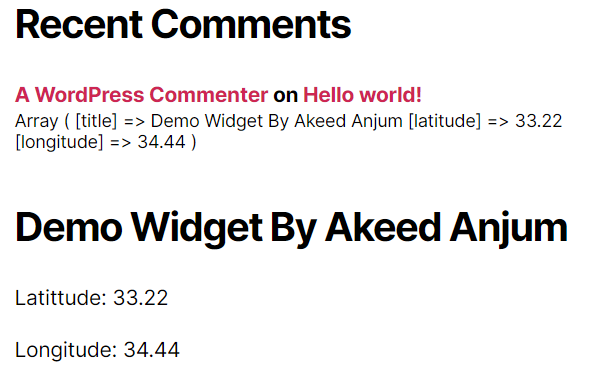 Recent Comments
A WordPress Commenter on Hello world!
Array ( [title] => Demo Widget By Akeed Anjum [latitude] => 33.22
[longitude] => 34.44 )
Demo Widget By Akeed Anjum
Latittude: 33.22
Longitude: 34.44